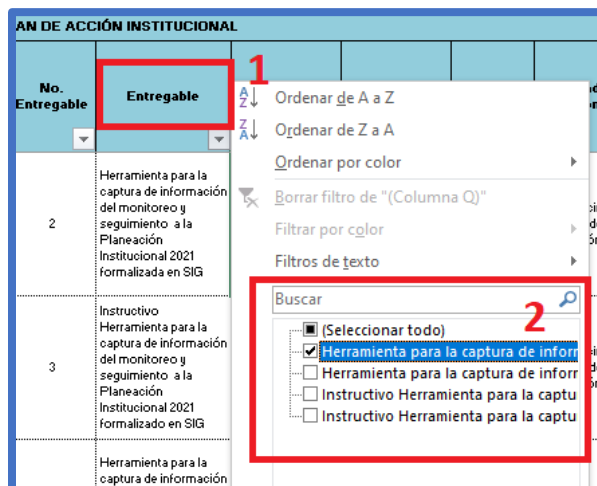 AN DE ACCIÓN INSTITUCIONAL
No.
Entregable
Entregable
1
2
Herramienta para la
captura de información
del monitoreo y
seguimiento a la
Planeación
Institucional 2021
formalizada en SIG
3
Instructivo
Herramienta para la
captura de información
del monitoreo y
seguimiento a la
Planeación
Institucional 2021
formalizado en SIG
Herramienta para la
captura de información
Ordenar de A a Z
Ordenar de Z a A
Ordenar por color
Borrar filtro de "(Columna Q)"
Filtrar por color
Filtros de texto
Buscar
2
(Seleccionar todo)
Herramienta para la captura de inforr
Herramienta para la captura de inforr
Instructivo Herramienta para la captu
Instructivo Herramienta para la captu